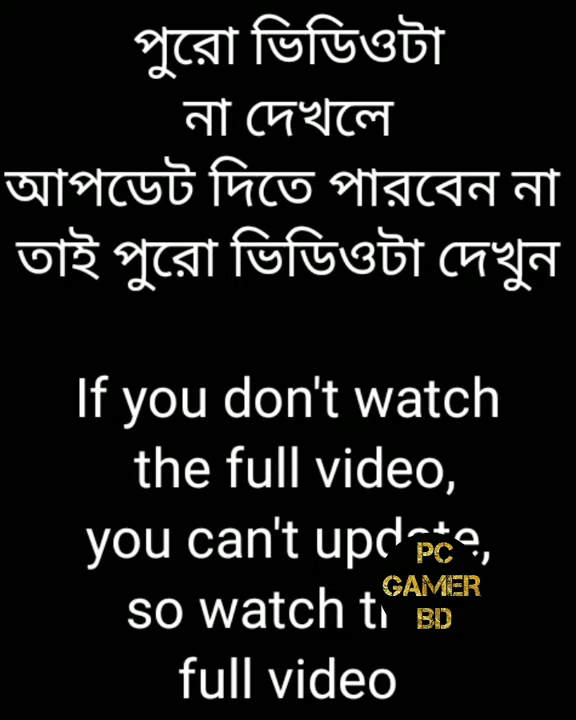 পুরো ভিডিওটা
না দেখলে
আপডেট দিতে পারবেন না
তাই পুরো ভিডিওটা দেখুন
If you don't watch
the full video,
you can't update,
so watch
full video
PC
GAMER
BD